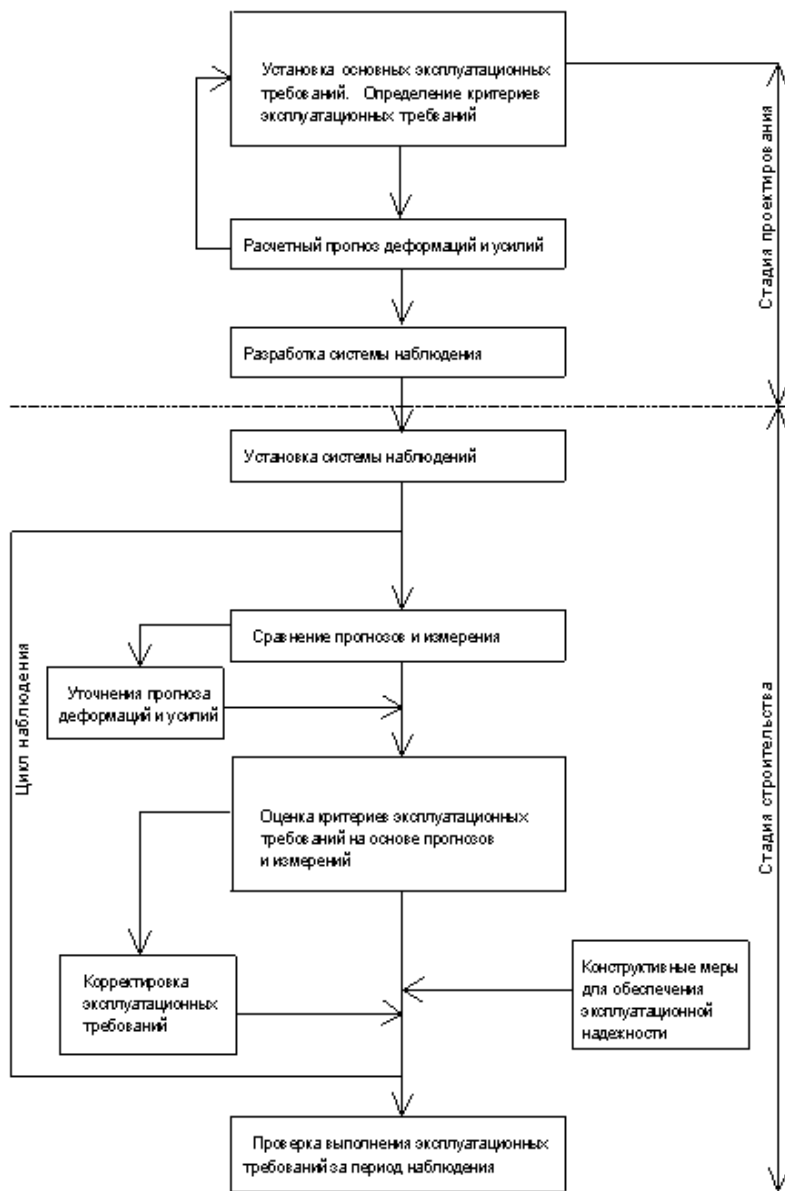 Установка основных эксплуатационных
требований. Определение критериев
эксплуатационных требваний
Расчетный прогноз деформаций и усилий
Разработка системы наблюдения
Стадия проектирования
Установка системы наблюдений
Сравнение прогнозов и измерения
Уточнения прогноза
деформаций и усилий
Цикл наблюдения
Оценка критериев эксплуатационных
требований на основе прогнозов
и измерений
Стадия строительства
Корректировка
эксплуатационных
требований
Конструктивные меры
для обеспечения
эксплуатационной
надежности
Проверка выполнения эксплуатационных
требований за период наблюдения